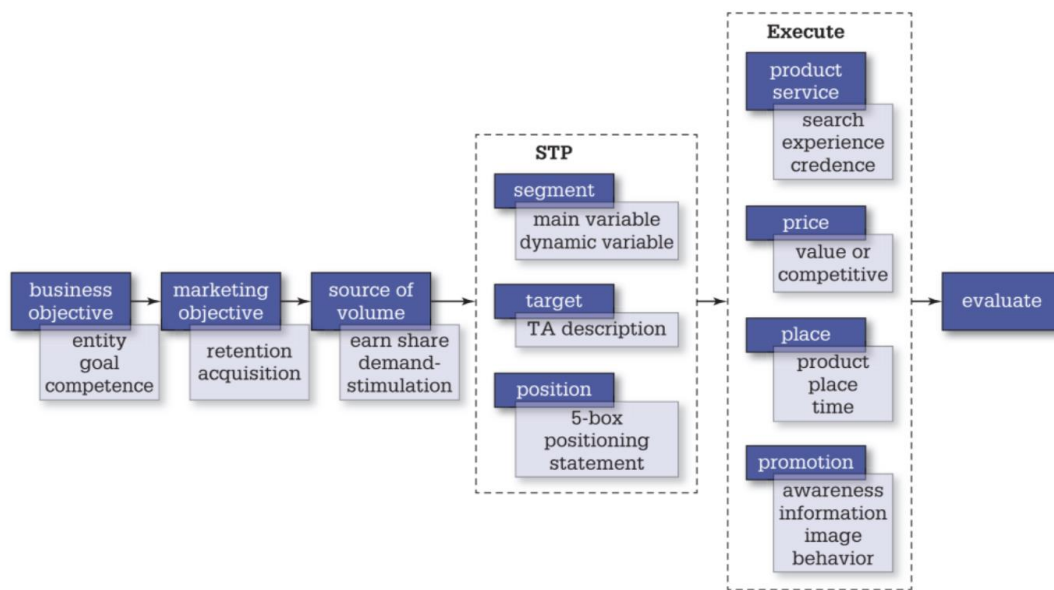 business
objective
entity
goal
competence
marketing
objective
retention
acquisition
source of
volume
earn share
demand-
stimulation
STP
segment
main variable
dynamic variable
target
TA description
position
5-box
positioning
statement
Execute
product
service
search
experience
credence
price
value or
competitive
place
product
place
time
promotion
awareness
information
image
behavior
evaluate